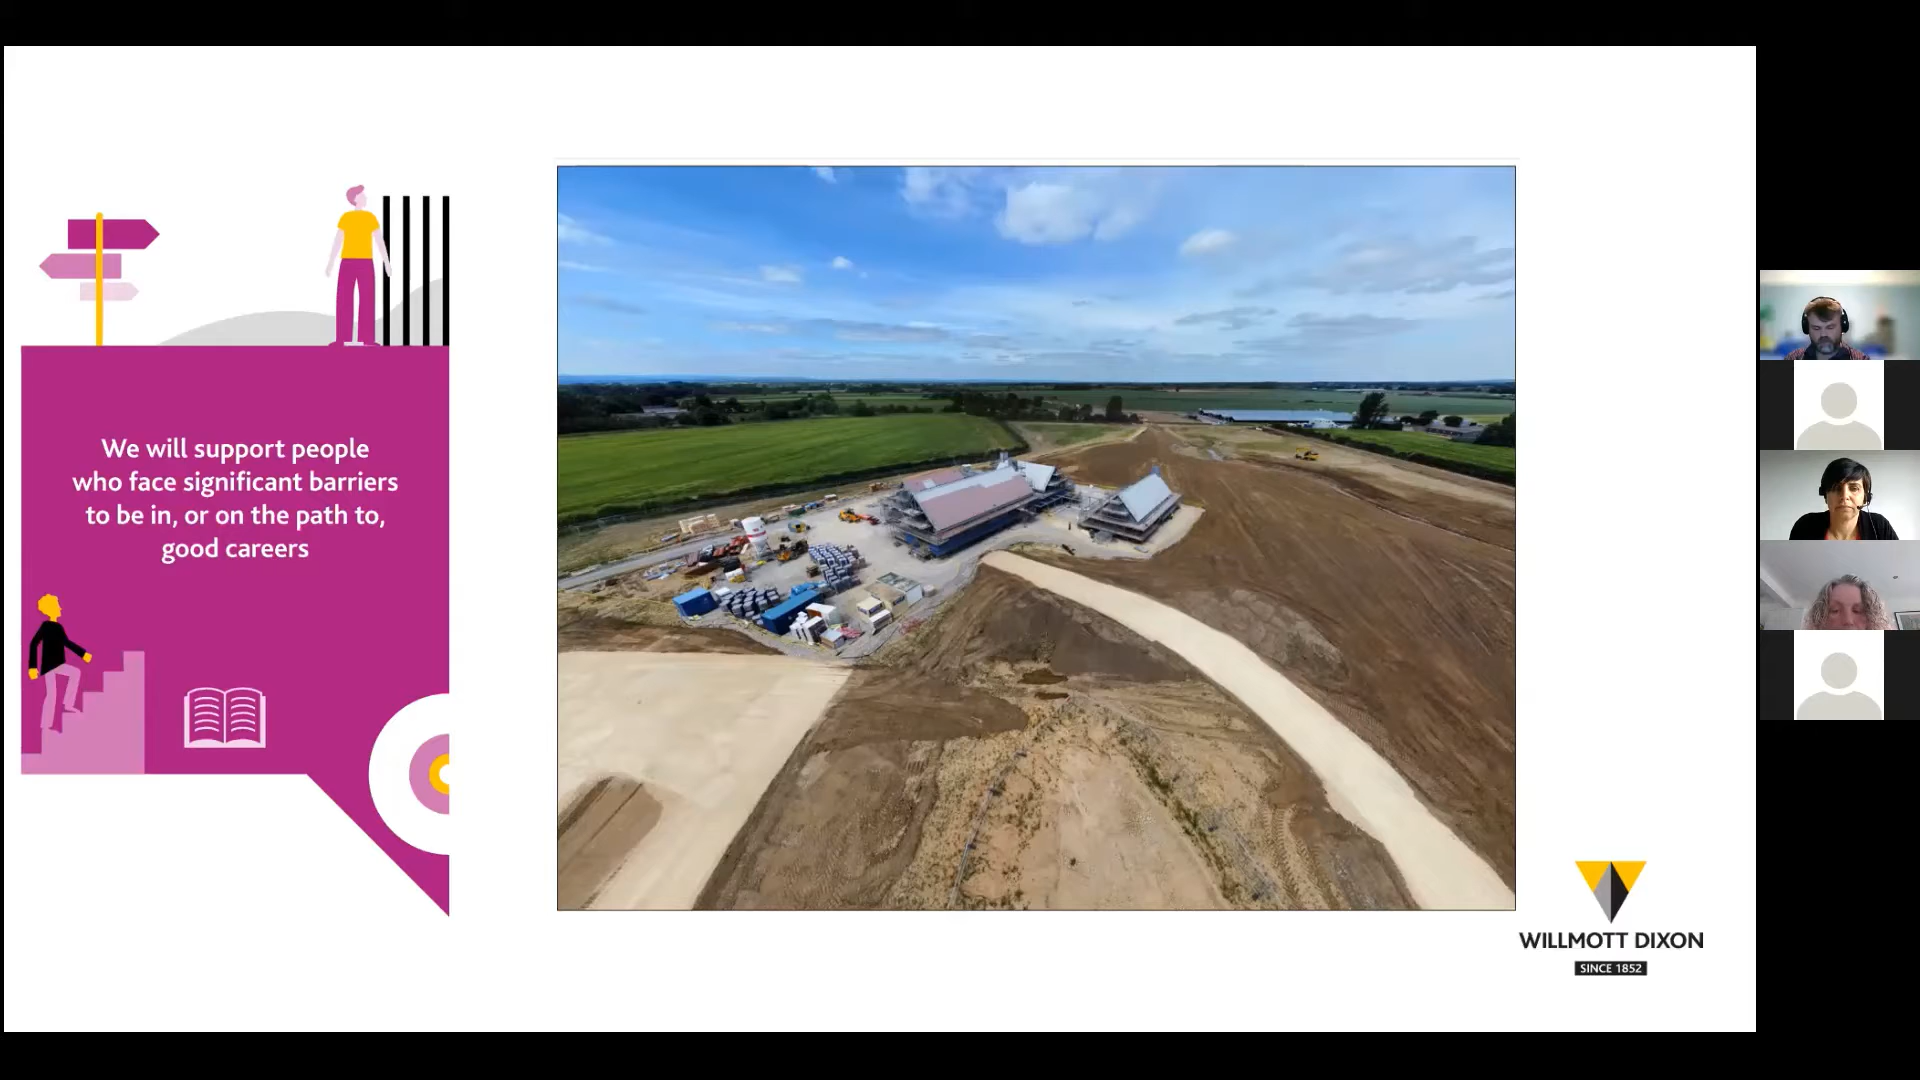 We will support people
who face significant barriers
to be in, or on the path to,
good careers
WILLMOTT DIXON
SINCE 1852